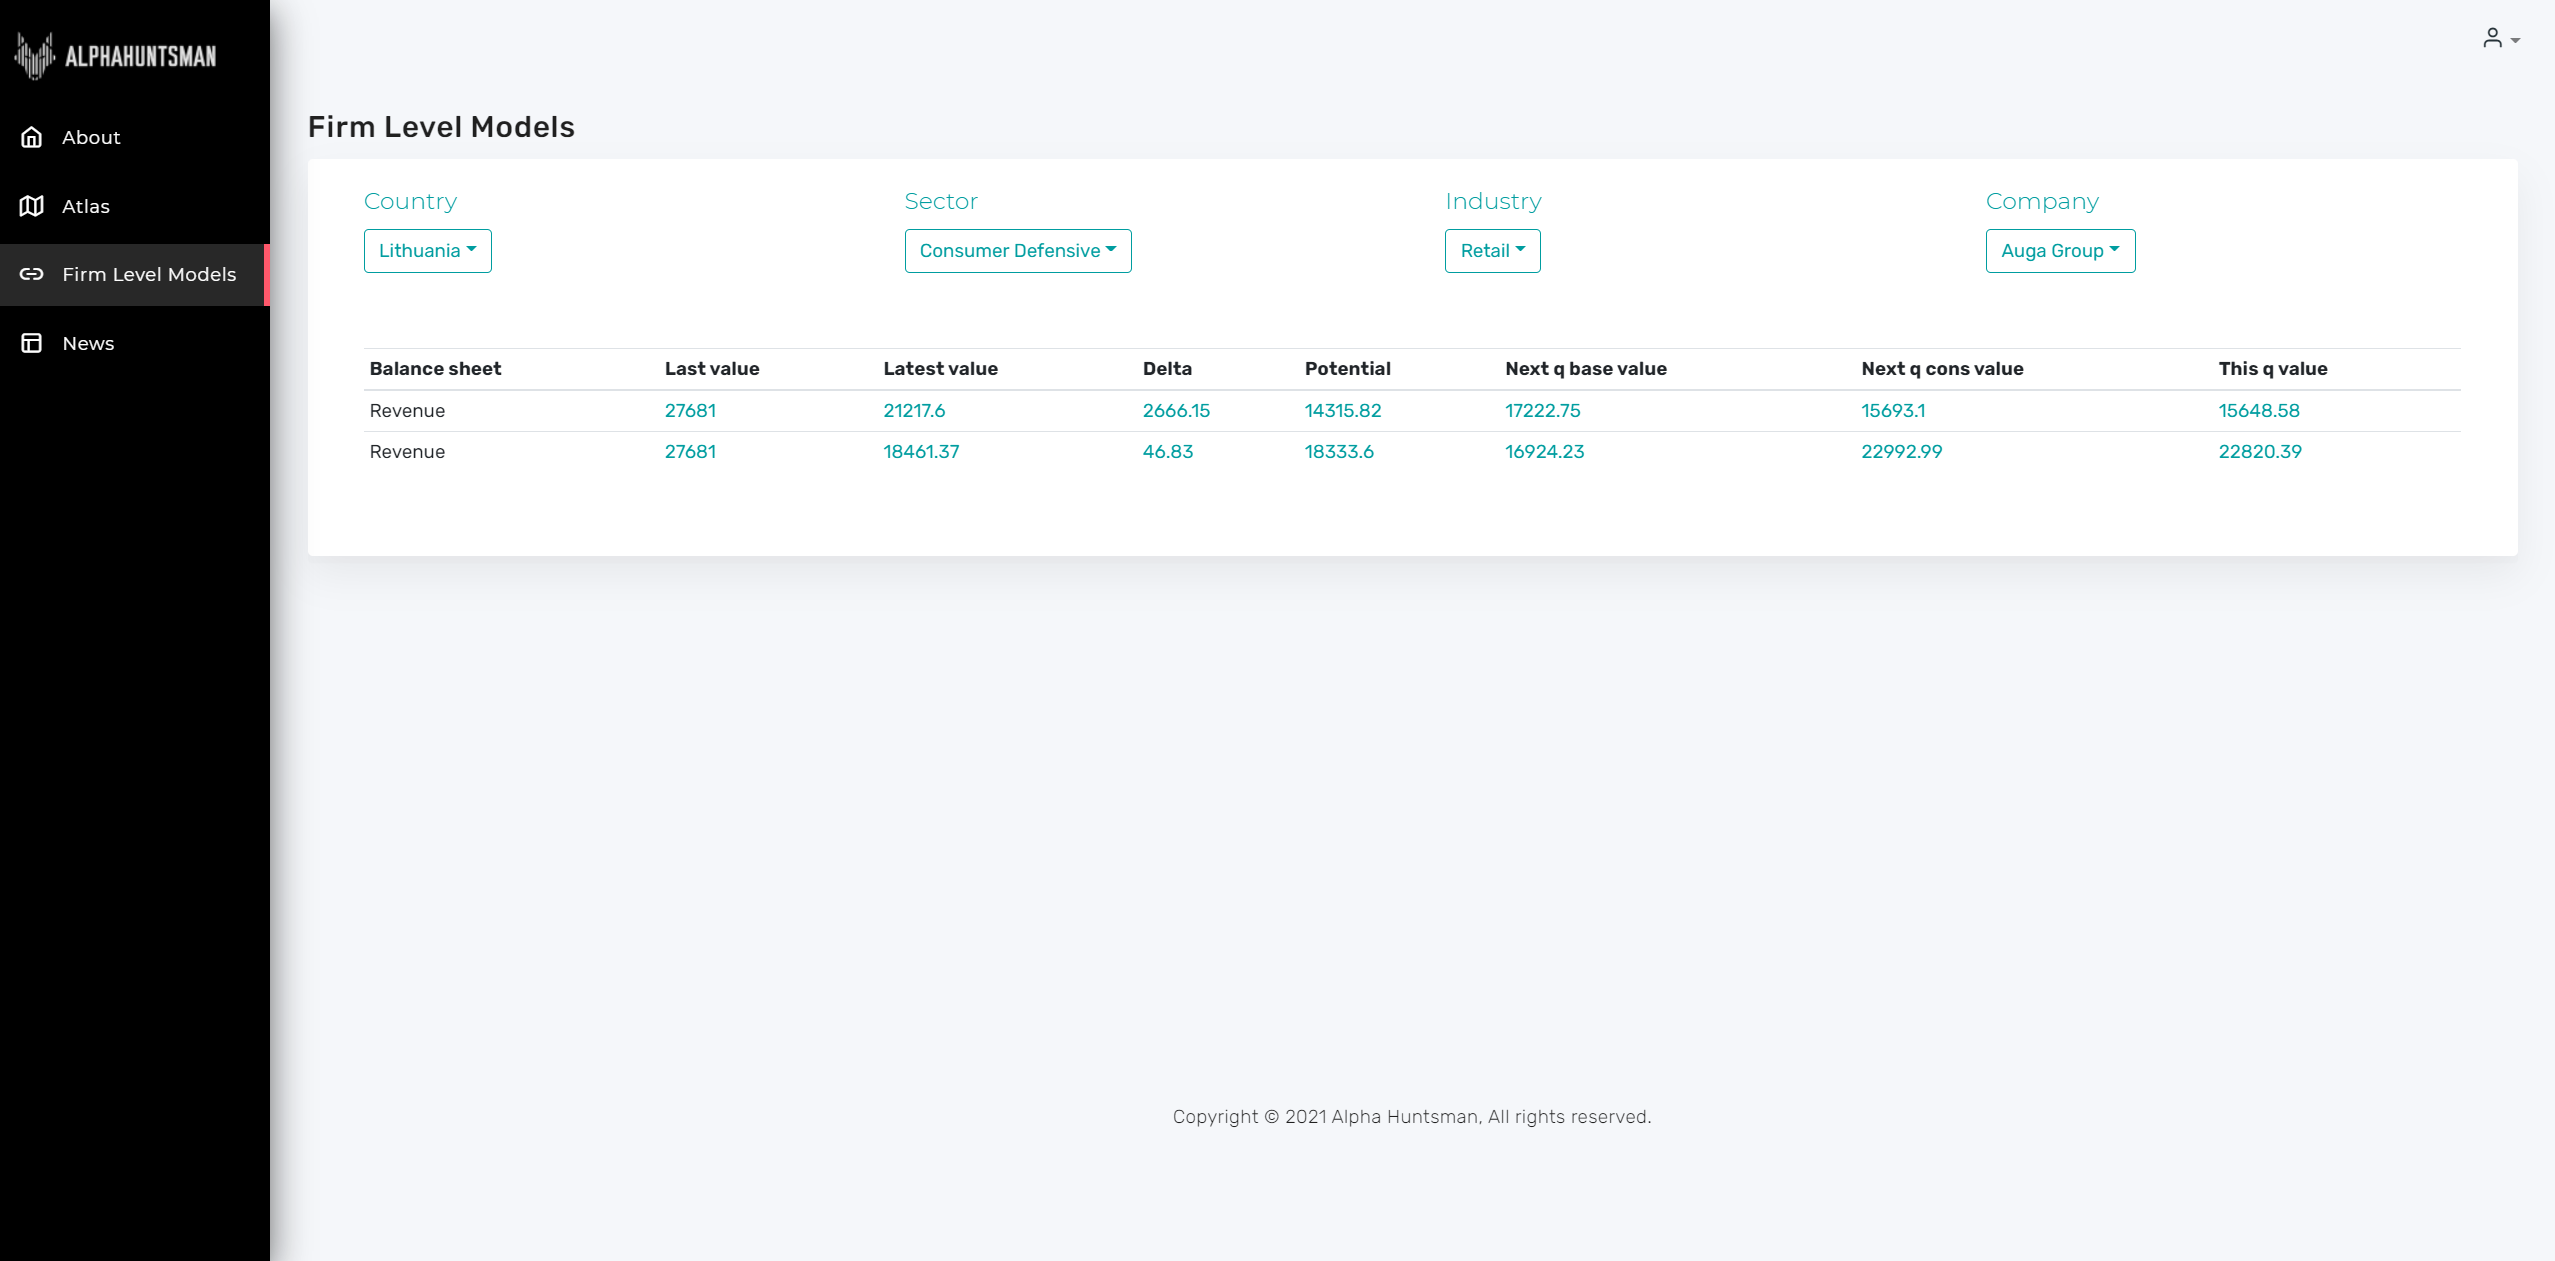 ALPHAHUNTSMAN
About
Atlas
Firm Level Models
News
Firm Level Models
Country Sector Industry Company
Lithuania Consumer Defensive Retail Auga Group
Balance sheet Last value Latest value Delta Potential Next q base value Next q cons value This q value
Revenue 27681 21217.6 2666.15 14315.82 17222.75 15693.1 15648.58
Revenue 27681 18461.37 46.83 18333.6 16924.23 22992.99 22820.39
Copyright © 2021 Alpha Huntsman, All rights reserved.